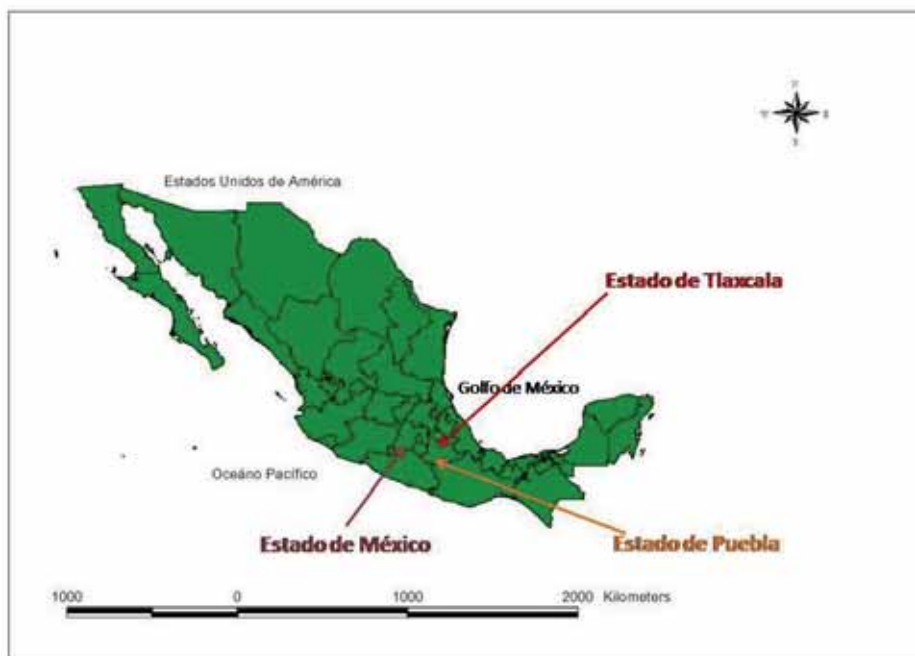 Estados Unidos de América
Estado de Tlaxcala
Golfo de México
Oceáno Pacífico
Estado de México
Estado de Puebla
1000 0 1000 2000 Kilometers